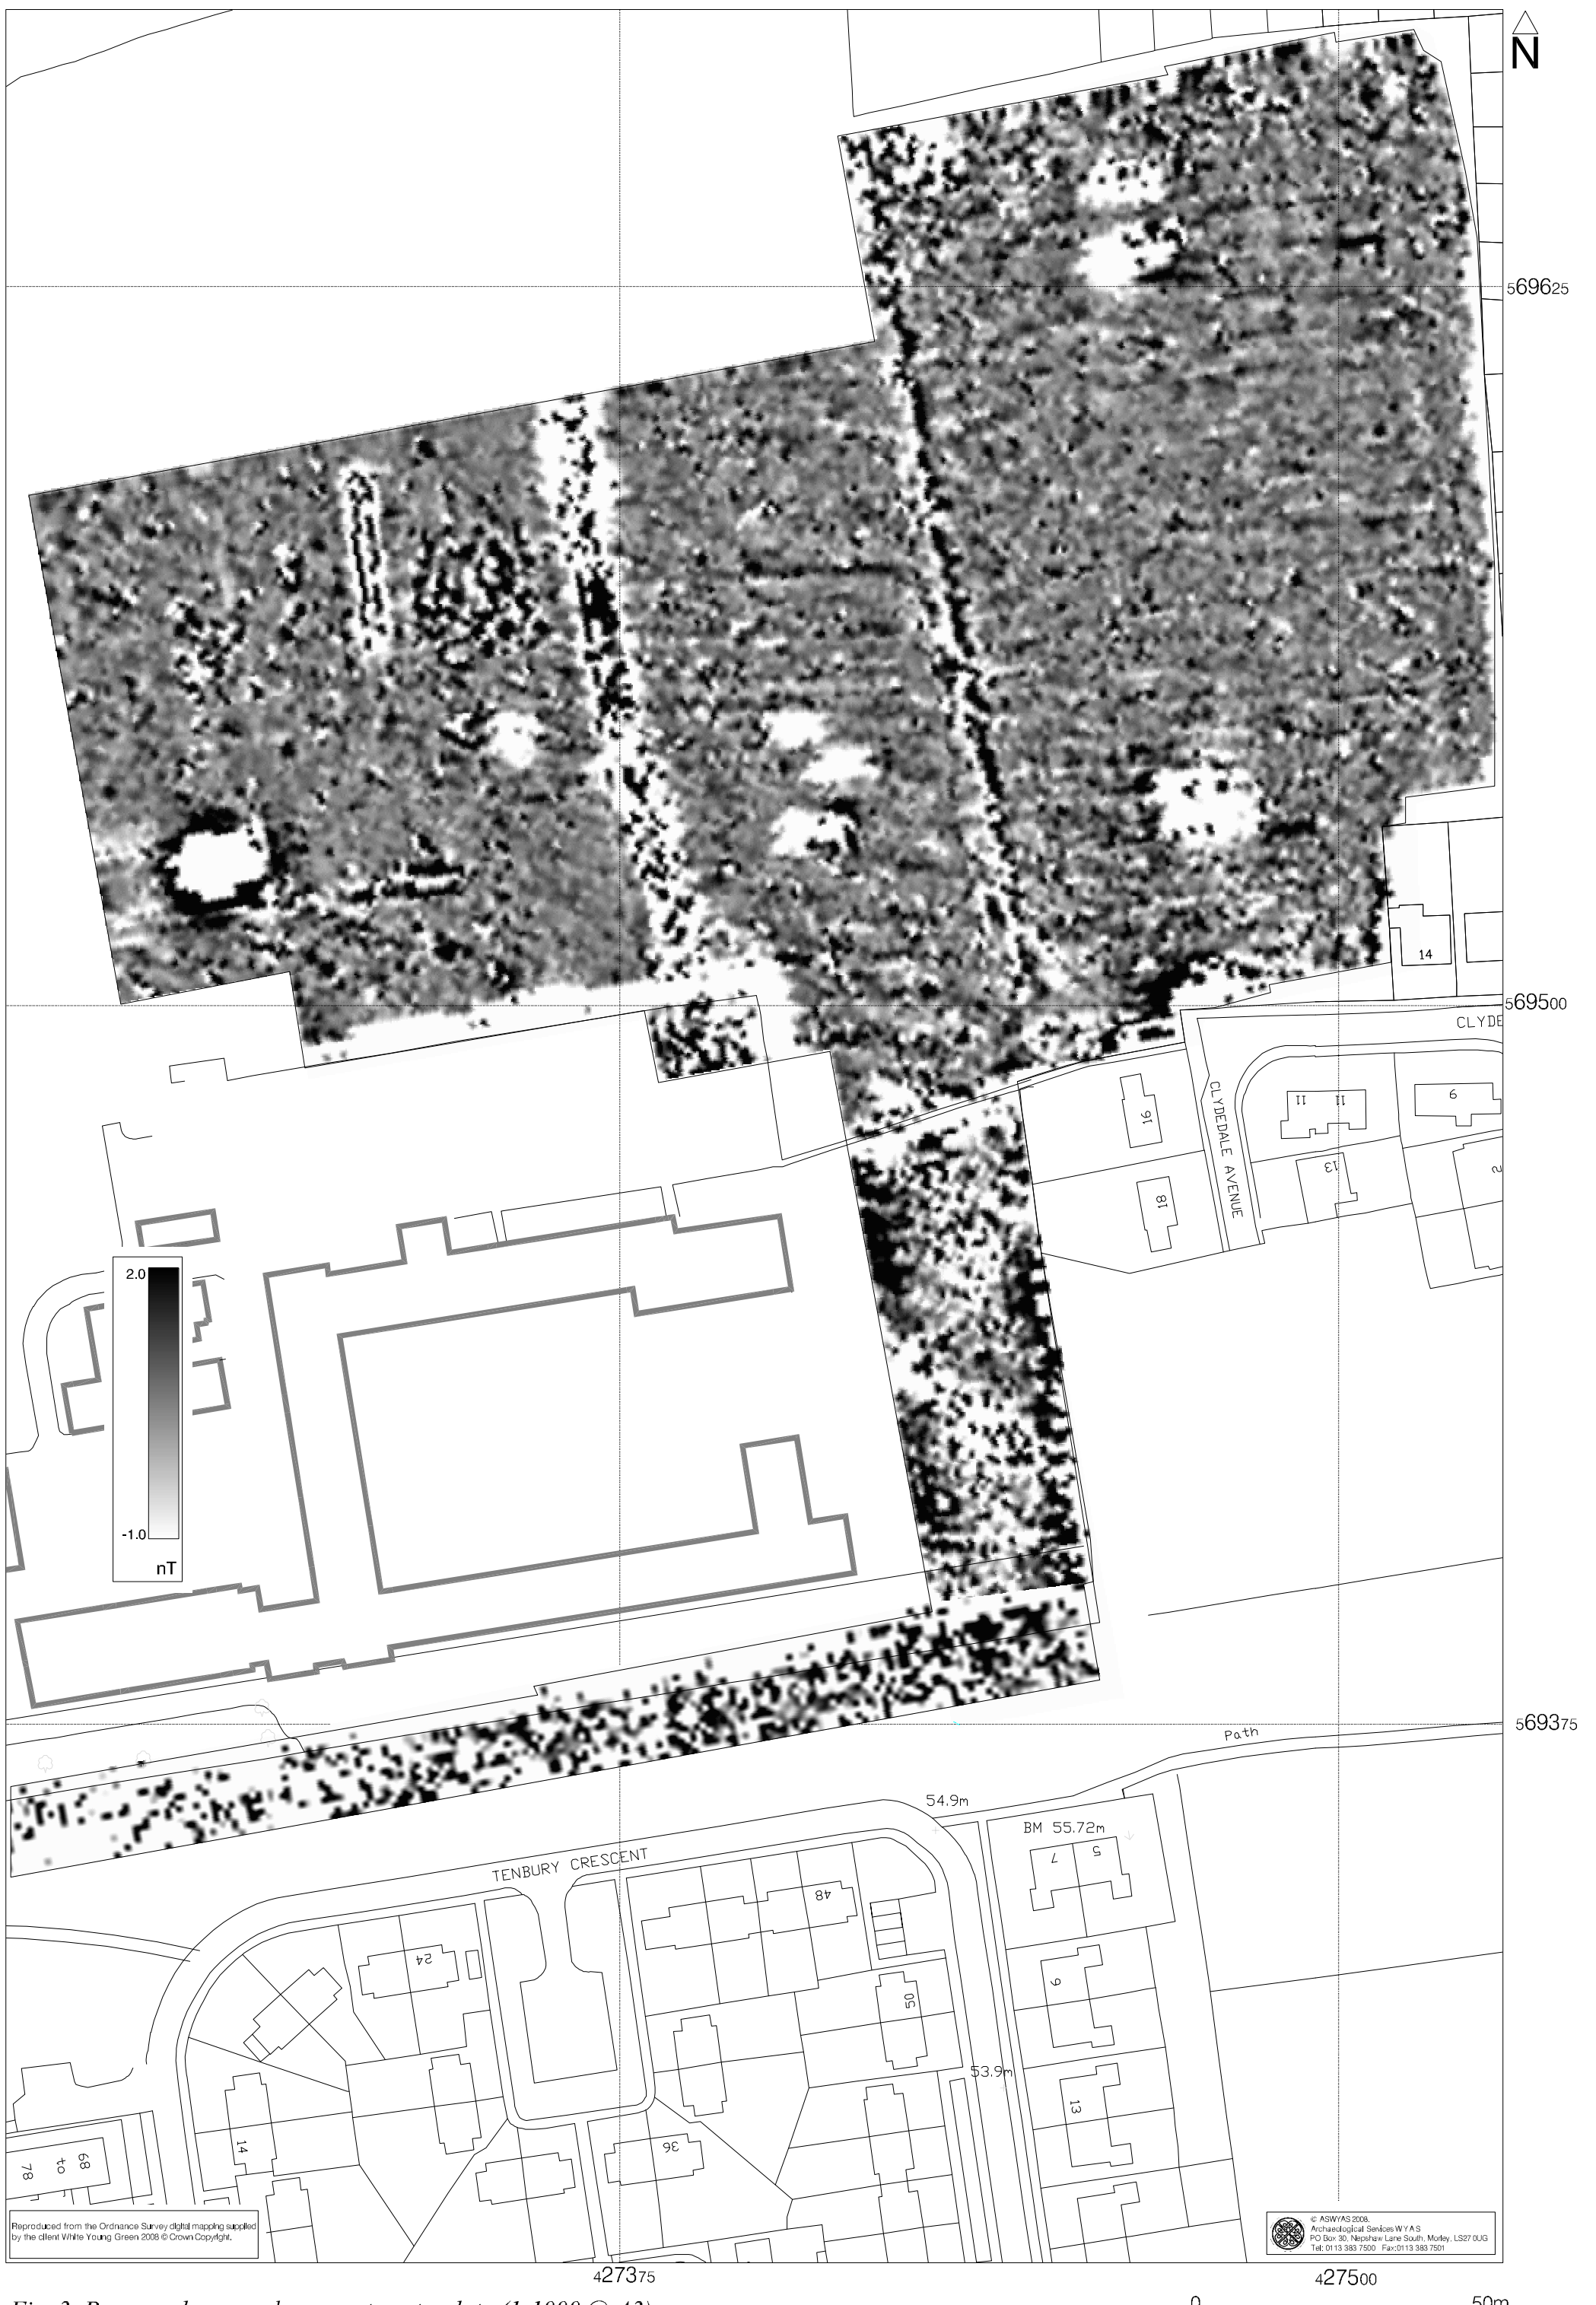 N
569625
14
569500
CLYDE
CLYDEDALE AVENUE
16
11
11
9
13
2
18
2.0
-1.0
nT
569375
Path
54.9m
BM 55.72m
TENBURY CRESCENT
7
5
48
24
50
9
53.9m
13
14
36
78
to
68
Reproduced from the Ordnance Survey digital mapping supplied
by the client White Young Green 2008 © Crown Copyright.
© ASWYAS 2008.
Archaeological Services W Y A S
PO Box 30, Nepshaw Lane South, Morley, LS27 0UG
Tel: 0113 383 7500 Fax: 0113 383 7501
427375
427500
0
50m